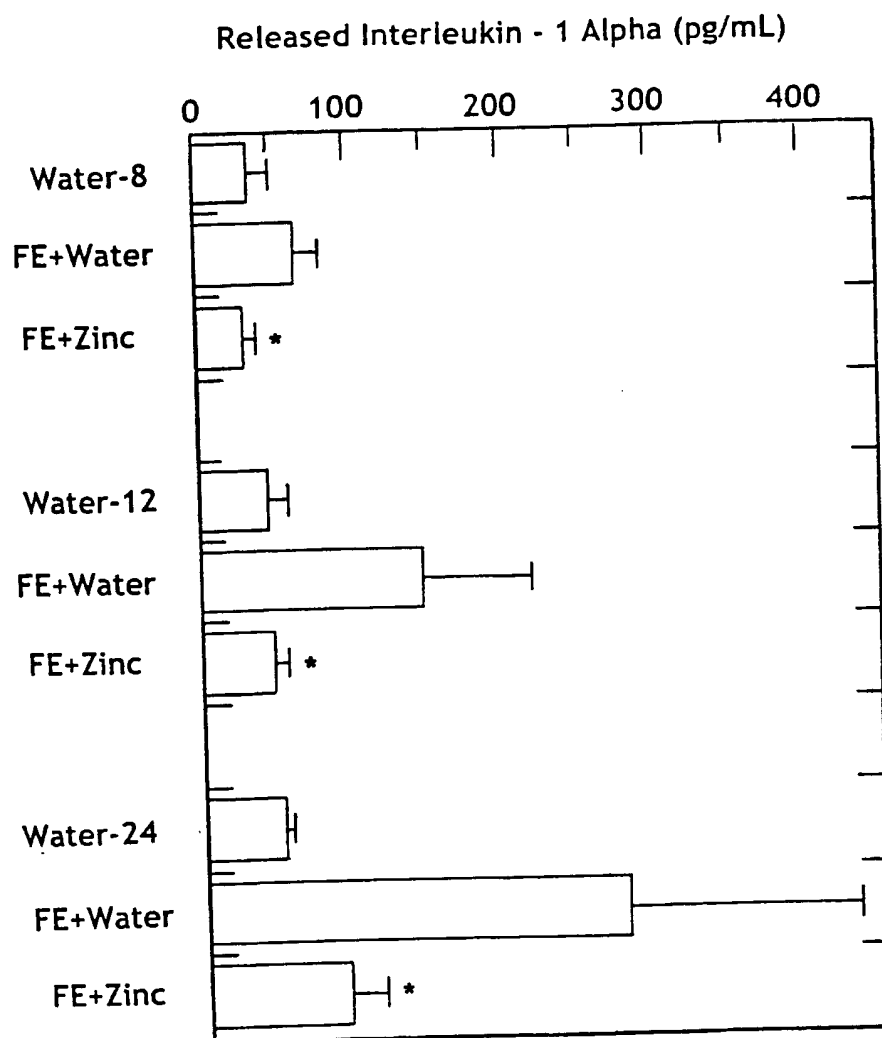 Released Interleukin - 1 Alpha (pg/mL)
0 100 200 300 400
Water-8
FE+Water
FE+Zinc *
Water-12
FE+Water
FE+Zinc *
Water-24
FE+Water
FE+Zinc *